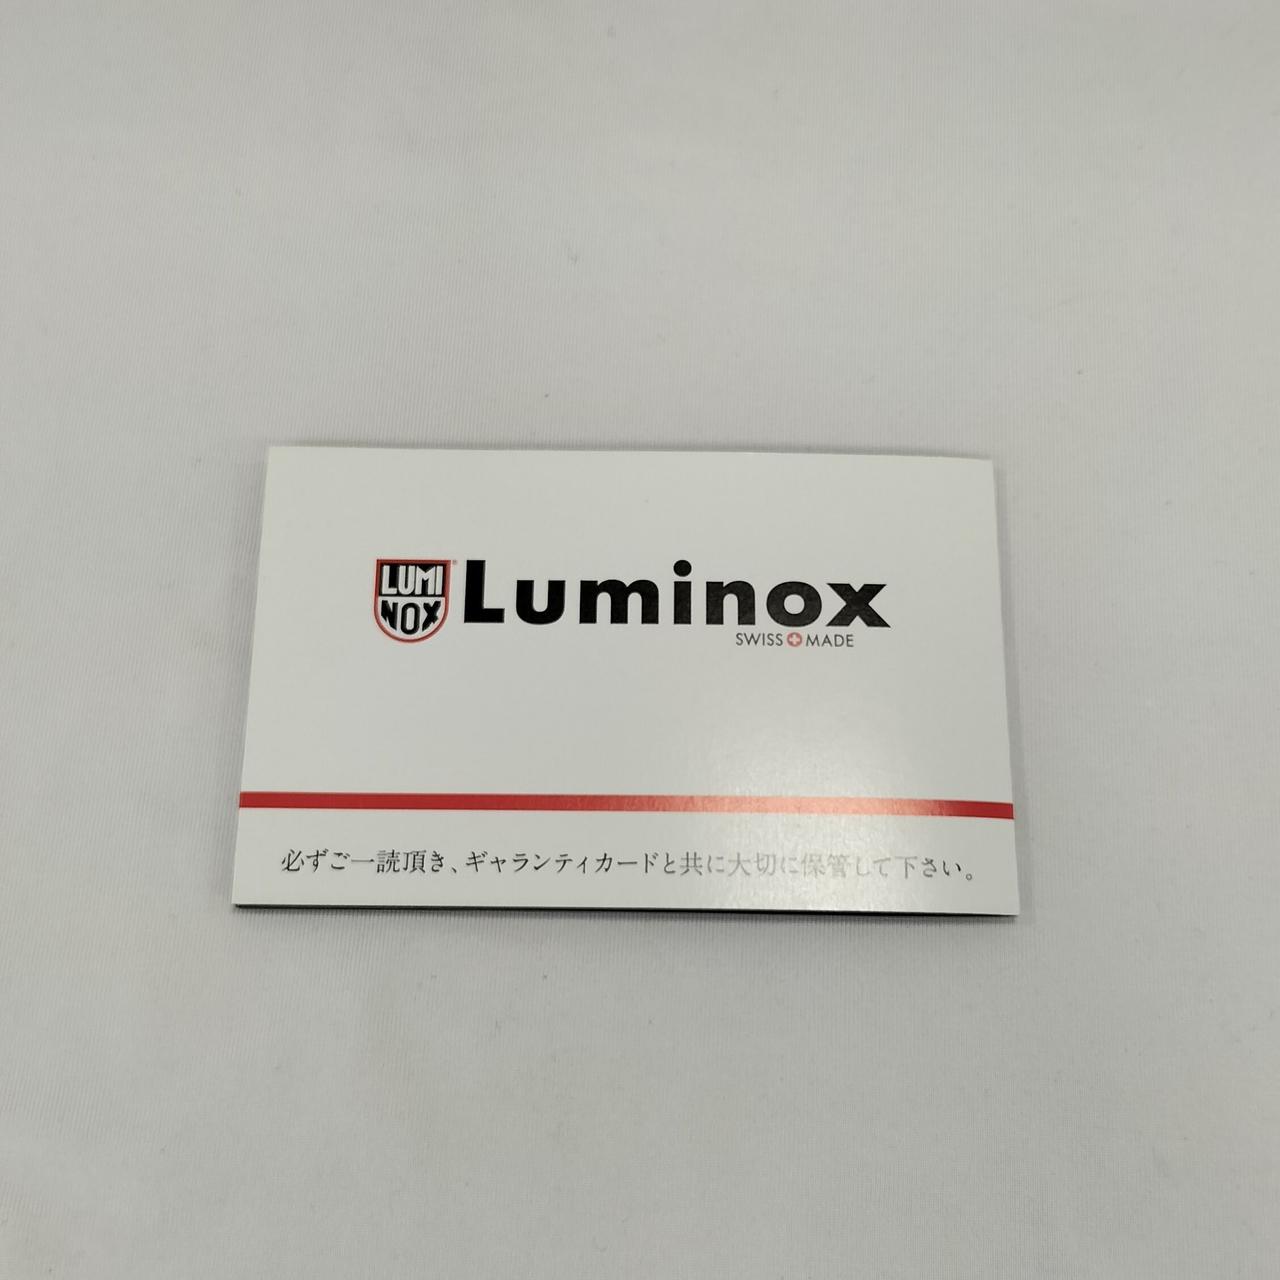 LUMI
NOX
Luminox
SWISS MADE
必ずご一読頂き、ギャランティカードと共に大切に保管して下さい。